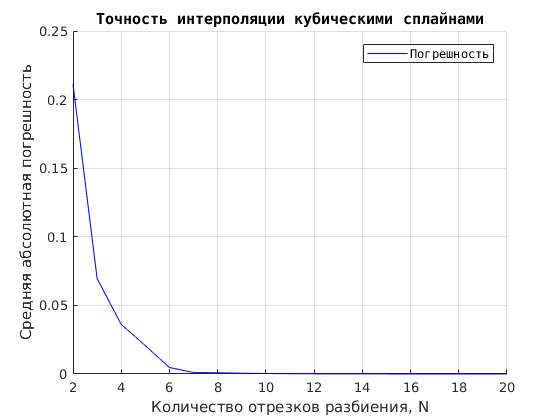 Точность интерполяции кубическими сплайнами
Погрешность
Средняя абсолютная погрешность
0.25
0.2
0.15
0.1
0.05
0
2 4 6 8 10 12 14 16 18 20
Количество отрезков разбиения, N